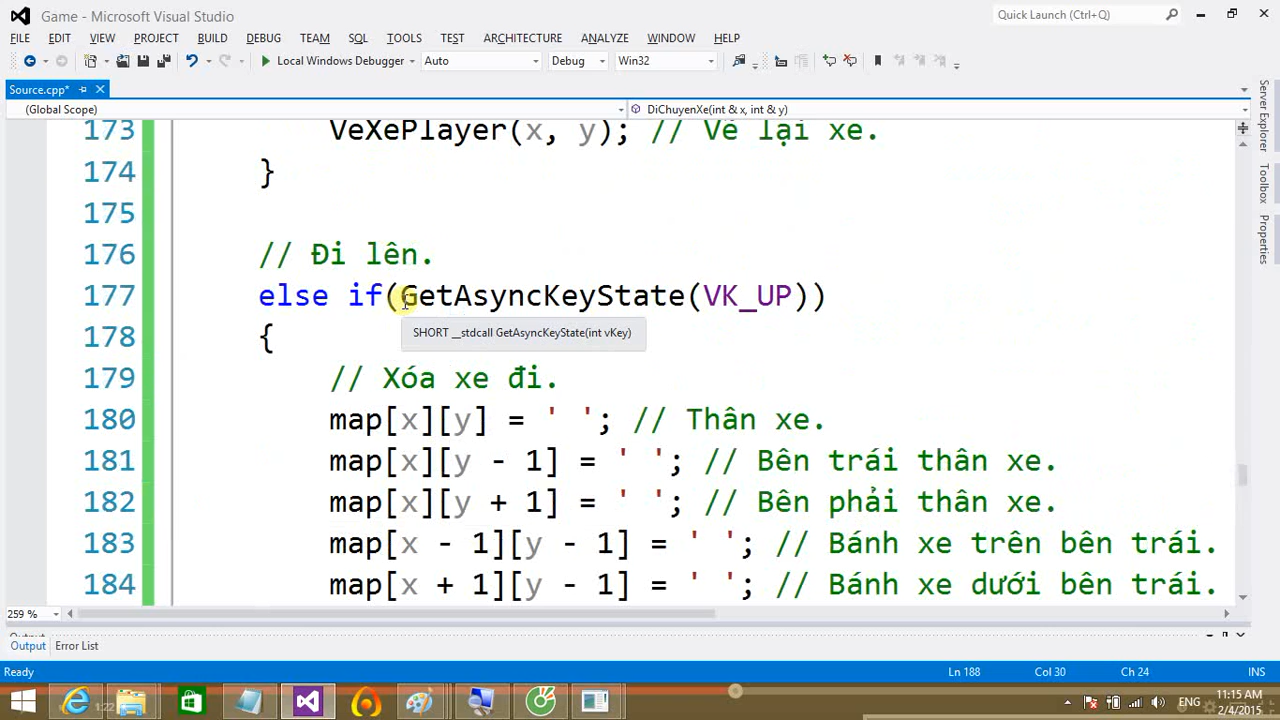 Game - Microsoft Visual Studio
Quick Launch (Ctrl+Q)
FILE EDIT VIEW PROJECT BUILD DEBUG TEAM SQL TOOLS TEST ARCHITECTURE ANALYZE WINDOW HELP
Local Windows Debugger Auto Debug Win32
Source.cpp*
(Global Scope) DiChuyenXe(int & x, int & y)
173 VeXePlayer(x, y); // Vẽ lại xe.
174 }
175
176 // Đi lên.
177 else if(GetAsyncKeyState(VK_UP))
SHORT __stdcall GetAsyncKeyState(int vKey)
178 {
179 // Xóa xe đi.
180 map[x][y] = ' '; // Thân xe.
181 map[x][y - 1] = ' '; // Bên trái thân xe.
182 map[x][y + 1] = ' '; // Bên phải thân xe.
183 map[x - 1][y - 1] = ' '; // Bánh xe trên bên trái.
184 map[x + 1][y - 1] = ' '; // Bánh xe dưới bên trái.
259 %
Server Explorer
Toolbox
Properties
Output Error List
Ready Ln 188 Col 30 Ch 24 INS
1:22
ENG
11:15 AM
2/4/2015